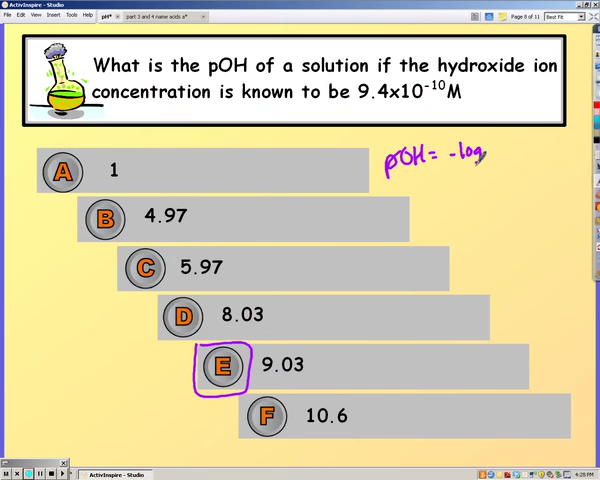 ActivInspire - Studio
File Edit View Insert Tools Help pH* part 3 and 4 name acids a* Page 8 of 11 Best Fit
What is the pOH of a solution if the hydroxide ion
concentration is known to be 9.4x10⁻¹⁰M
pOH = -log
A 1
B 4.97
C 5.97
D 8.03
E 9.03
F 10.6
ActivInspire - Studio 4:28 PM